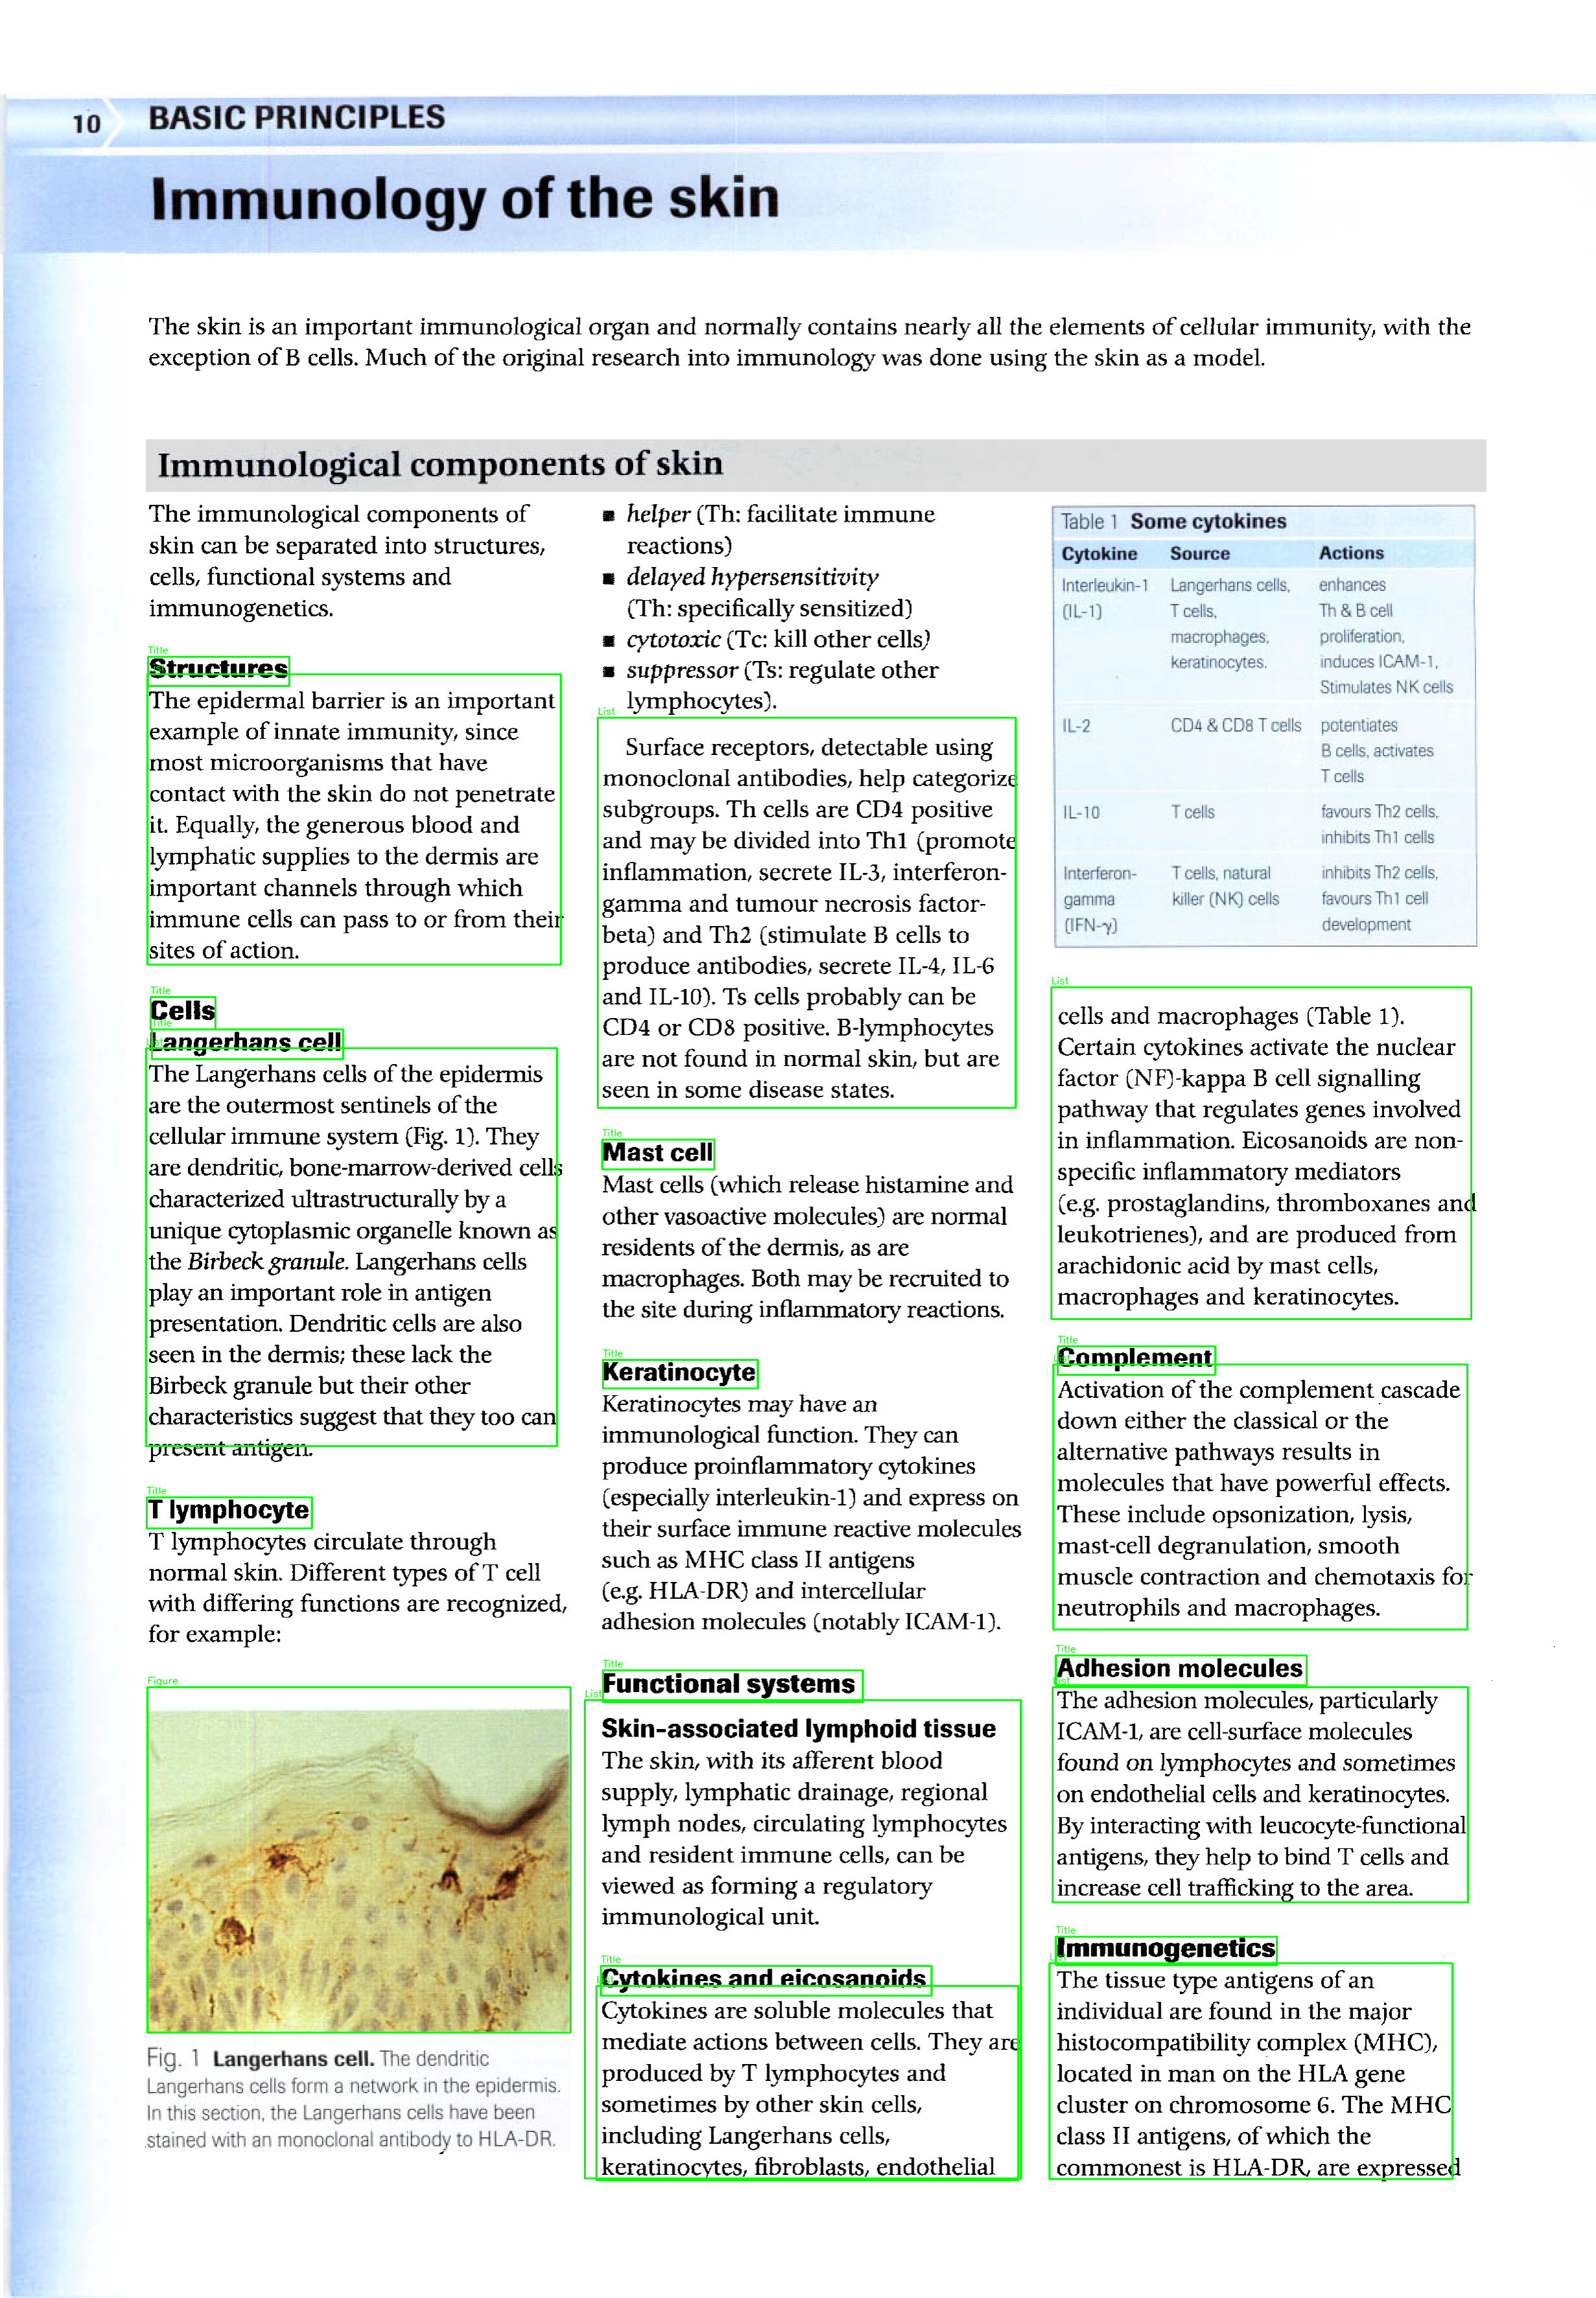 10 BASIC PRINCIPLES
Immunology of the skin
The skin is an important immunological organ and normally contains nearly all the elements of cellular immunity, with the
exception of B cells. Much of the original research into immunology was done using the skin as a model.
Immunological components of skin
The immunological components of
skin can be separated into structures,
cells, functional systems and
immunogenetics.
Title
Structures
The epidermal barrier is an important
example of innate immunity, since
most microorganisms that have
contact with the skin do not penetrate
it. Equally, the generous blood and
lymphatic supplies to the dermis are
important channels through which
immune cells can pass to or from their
sites of action.
Title
Cells
Title
Langerhans cell
List
The Langerhans cells of the epidermis
are the outermost sentinels of the
cellular immune system (Fig. 1). They
are dendritic, bone-marrow-derived cells
characterized ultrastructurally by a
unique cytoplasmic organelle known as
the Birbeck granule. Langerhans cells
play an important role in antigen
presentation. Dendritic cells are also
seen in the dermis; these lack the
Birbeck granule but their other
characteristics suggest that they too can
present antigen.
Title
T lymphocyte
T lymphocytes circulate through
normal skin. Different types of T cell
with differing functions are recognized,
for example:
Figure
Fig. 1 Langerhans cell. The dendritic
Langerhans cells form a network in the epidermis.
In this section, the Langerhans cells have been
stained with an monoclonal antibody to HLA-DR.
■ helper (Th: facilitate immune
reactions)
■ delayed hypersensitivity
(Th: specifically sensitized)
■ cytotoxic (Tc: kill other cells)
■ suppressor (Ts: regulate other
lymphocytes).
List
Surface receptors, detectable using
monoclonal antibodies, help categorize
subgroups. Th cells are CD4 positive
and may be divided into Th1 (promote
inflammation, secrete IL-3, interferon-
gamma and tumour necrosis factor-
beta) and Th2 (stimulate B cells to
produce antibodies, secrete IL-4, IL-6
and IL-10). Ts cells probably can be
CD4 or CD8 positive. B-lymphocytes
are not found in normal skin, but are
seen in some disease states.
Title
Mast cell
Mast cells (which release histamine and
other vasoactive molecules) are normal
residents of the dermis, as are
macrophages. Both may be recruited to
the site during inflammatory reactions.
Title
Keratinocyte
Keratinocytes may have an
immunological function. They can
produce proinflammatory cytokines
(especially interleukin-1) and express on
their surface immune reactive molecules
such as MHC class II antigens
(e.g. HLA-DR) and intercellular
adhesion molecules (notably ICAM-1).
Title
Functional systems
List
Skin-associated lymphoid tissue
The skin, with its afferent blood
supply, lymphatic drainage, regional
lymph nodes, circulating lymphocytes
and resident immune cells, can be
viewed as forming a regulatory
immunological unit.
Title
Cytokines and eicosanoids
List
Cytokines are soluble molecules that
mediate actions between cells. They are
produced by T lymphocytes and
sometimes by other skin cells,
including Langerhans cells,
keratinocytes, fibroblasts, endothelial
Table 1 Some cytokines
Cytokine Source Actions
Interleukin-1 Langerhans cells, enhances
(IL-1) T cells, Th & B cell
macrophages, proliferation,
keratinocytes. induces ICAM-1,
Stimulates NK cells
IL-2 CD4 & CD8 T cells potentiates
B cells, activates
T cells
IL-10 T cells favours Th2 cells,
inhibits Th1 cells
Interferon- T cells, natural inhibits Th2 cells,
gamma killer (NK) cells favours Th1 cell
(IFN-γ) development
List
cells and macrophages (Table 1).
Certain cytokines activate the nuclear
factor (NF)-kappa B cell signalling
pathway that regulates genes involved
in inflammation. Eicosanoids are non-
specific inflammatory mediators
(e.g. prostaglandins, thromboxanes and
leukotrienes), and are produced from
arachidonic acid by mast cells,
macrophages and keratinocytes.
Title
Complement
List
Activation of the complement cascade
down either the classical or the
alternative pathways results in
molecules that have powerful effects.
These include opsonization, lysis,
mast-cell degranulation, smooth
muscle contraction and chemotaxis for
neutrophils and macrophages.
Title
Adhesion molecules
List
The adhesion molecules, particularly
ICAM-1, are cell-surface molecules
found on lymphocytes and sometimes
on endothelial cells and keratinocytes.
By interacting with leucocyte-functional
antigens, they help to bind T cells and
increase cell trafficking to the area.
Title
Immunogenetics
List
The tissue type antigens of an
individual are found in the major
histocompatibility complex (MHC),
located in man on the HLA gene
cluster on chromosome 6. The MHC
class II antigens, of which the
commonest is HLA-DR, are expressed